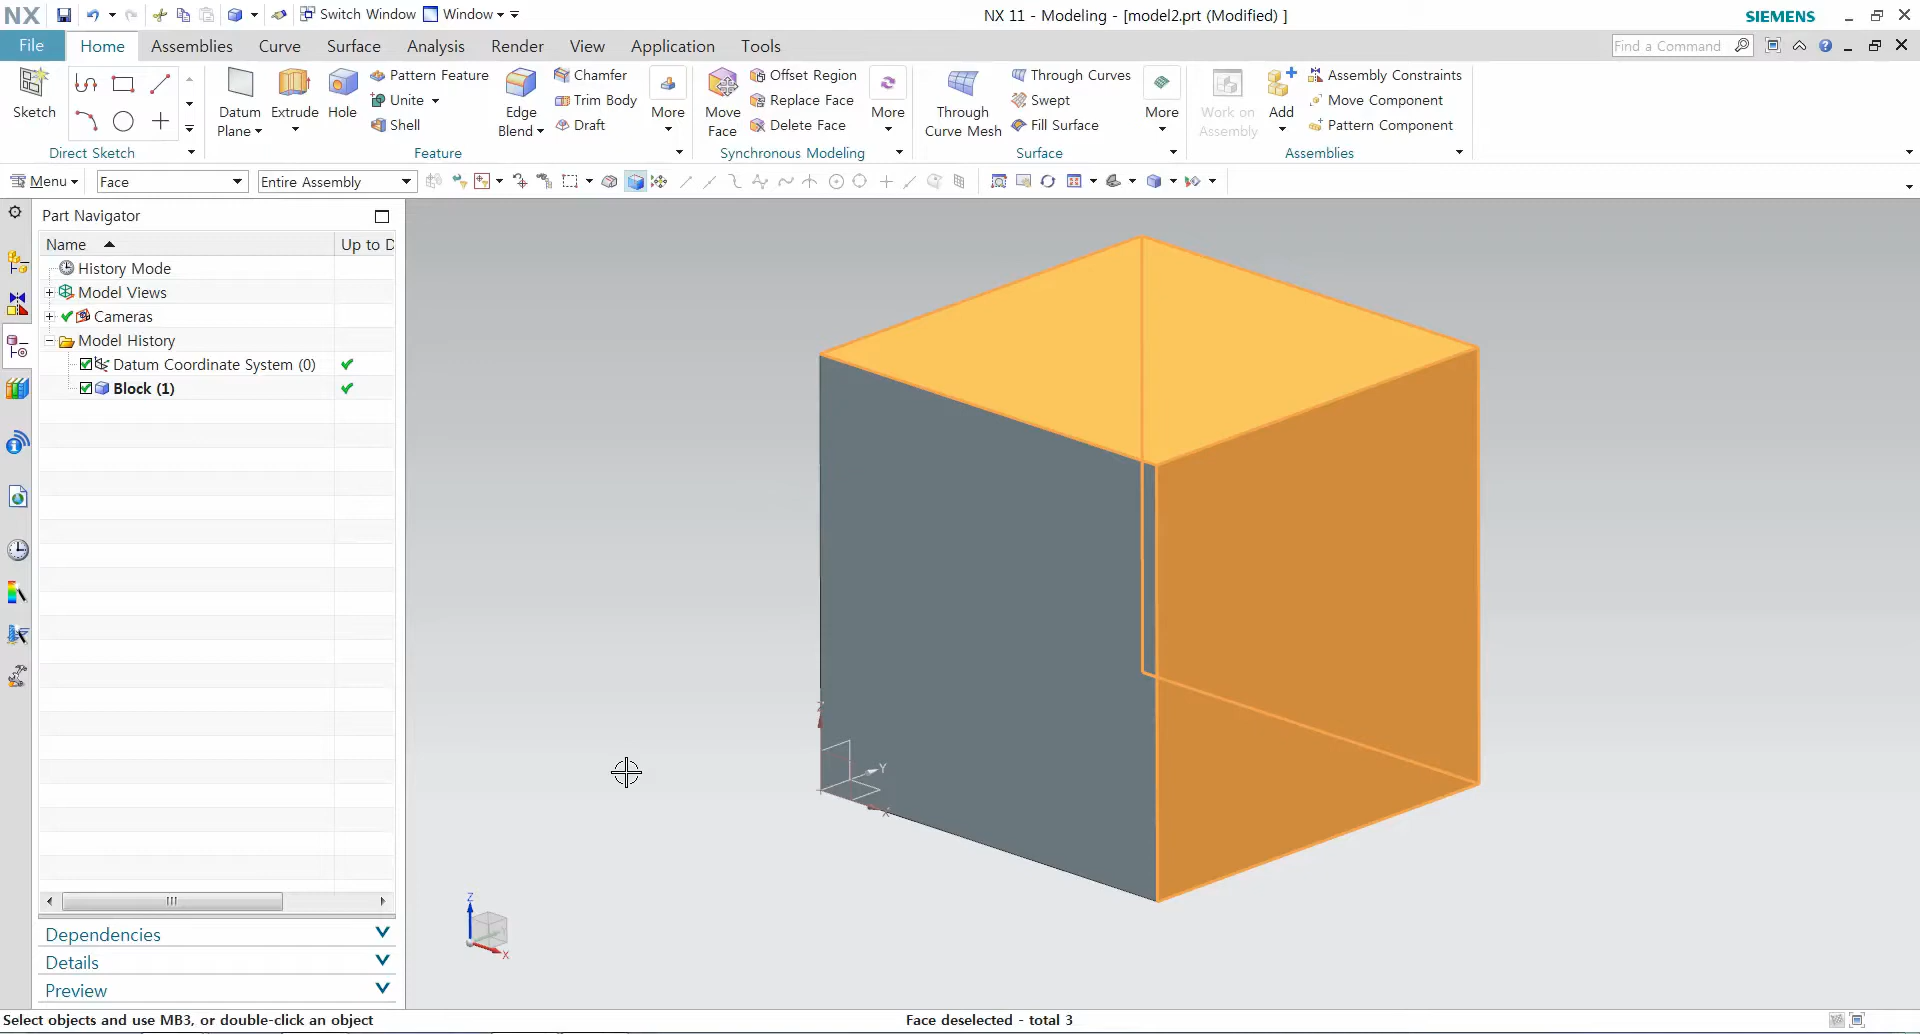 NX Switch Window Window NX 11 - Modeling - [model2.prt (Modified) ] SIEMENS
File Home Assemblies Curve Surface Analysis Render View Application Tools Find a Command
Sketch
Direct Sketch
Datum Plane
Extrude
Hole
Pattern Feature
Unite
Shell
Edge Blend
Chamfer
Trim Body
Draft
More
Feature
Move Face
Offset Region
Replace Face
Delete Face
More
Synchronous Modeling
Through Curve Mesh
Through Curves
Swept
Fill Surface
More
Surface
Work on Assembly
Add
Assembly Constraints
Move Component
Pattern Component
Assemblies
Menu Face Entire Assembly
Part Navigator
Name Up to D
History Mode
Model Views
Cameras
Model History
Datum Coordinate System (0)
Block (1)
Z
Y
X
Z
X
Dependencies
Details
Preview
Select objects and use MB3, or double-click an object Face deselected - total 3